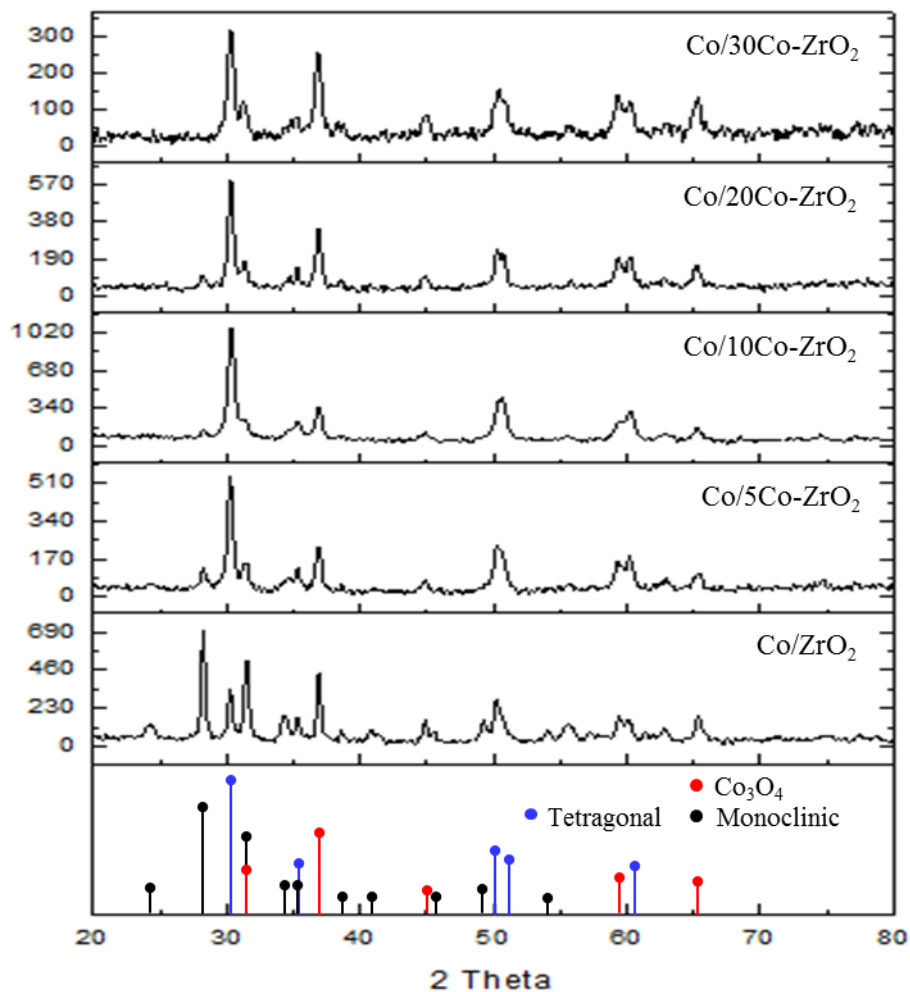 Co/30Co-ZrO₂
300
200
100
0
Co/20Co-ZrO₂
570
380
190
0
Co/10Co-ZrO₂
1020
680
340
0
Co/5Co-ZrO₂
510
340
170
0
Co/ZrO₂
690
460
230
0
Co₃O₄
Tetragonal
Monoclinic
20 30 40 50 60 70 80
2 Theta